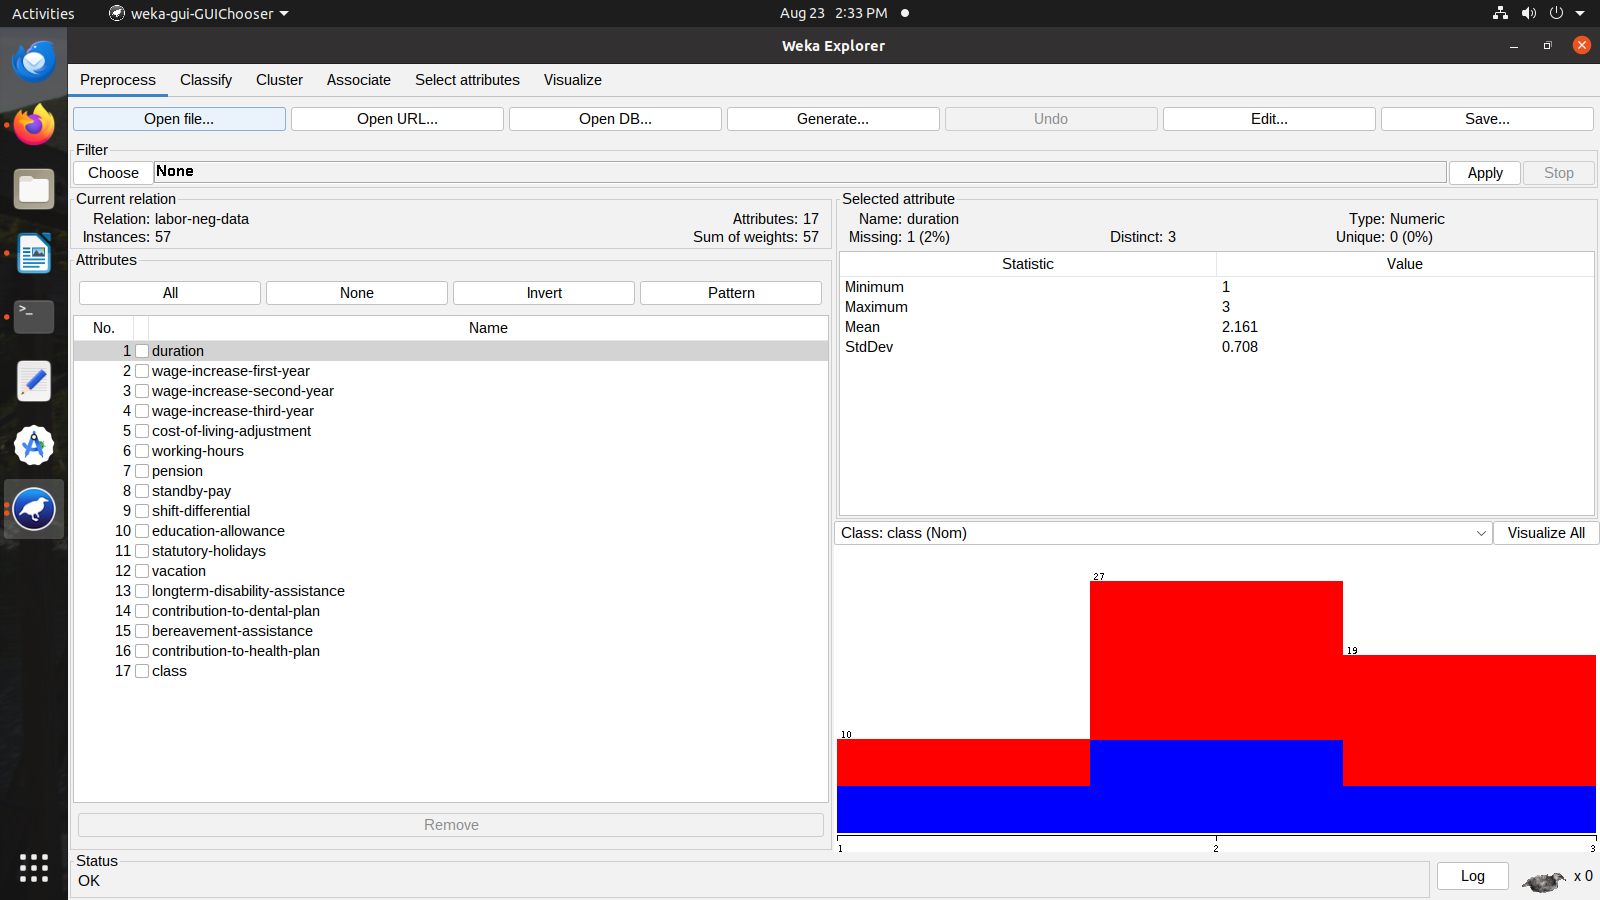 Activities weka-gui-GUIChooser Aug 23 2:33 PM
Weka Explorer
Preprocess Classify Cluster Associate Select attributes Visualize
Open file... Open URL... Open DB... Generate... Undo Edit... Save...
Filter
Choose None Apply Stop
Current relation
Relation: labor-neg-data Attributes: 17
Instances: 57 Sum of weights: 57
Attributes
All None Invert Pattern
No. Name
1 duration
2 wage-increase-first-year
3 wage-increase-second-year
4 wage-increase-third-year
5 cost-of-living-adjustment
6 working-hours
7 pension
8 standby-pay
9 shift-differential
10 education-allowance
11 statutory-holidays
12 vacation
13 longterm-disability-assistance
14 contribution-to-dental-plan
15 bereavement-assistance
16 contribution-to-health-plan
17 class
Remove
Selected attribute
Name: duration Type: Numeric
Missing: 1 (2%) Distinct: 3 Unique: 0 (0%)
Statistic Value
Minimum 1
Maximum 3
Mean 2.161
StdDev 0.708
Class: class (Nom) Visualize All
27
19
10
1 2 3
Status
OK
Log x 0